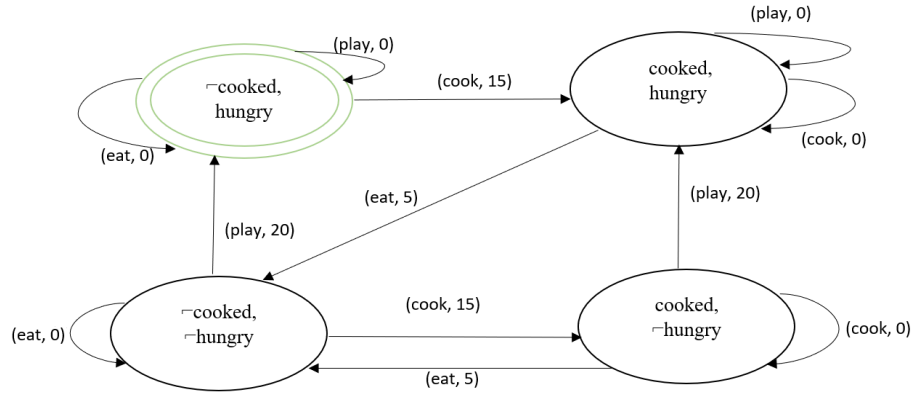 (play, 0)
(play, 0)
¬cooked,
hungry
(cook, 15)
cooked,
hungry
(cook, 0)
(eat, 0)
(eat, 5)
(play, 20)
(play, 20)
¬cooked,
¬hungry
(cook, 15)
cooked,
¬hungry
(eat, 0)
(cook, 0)
(eat, 5)